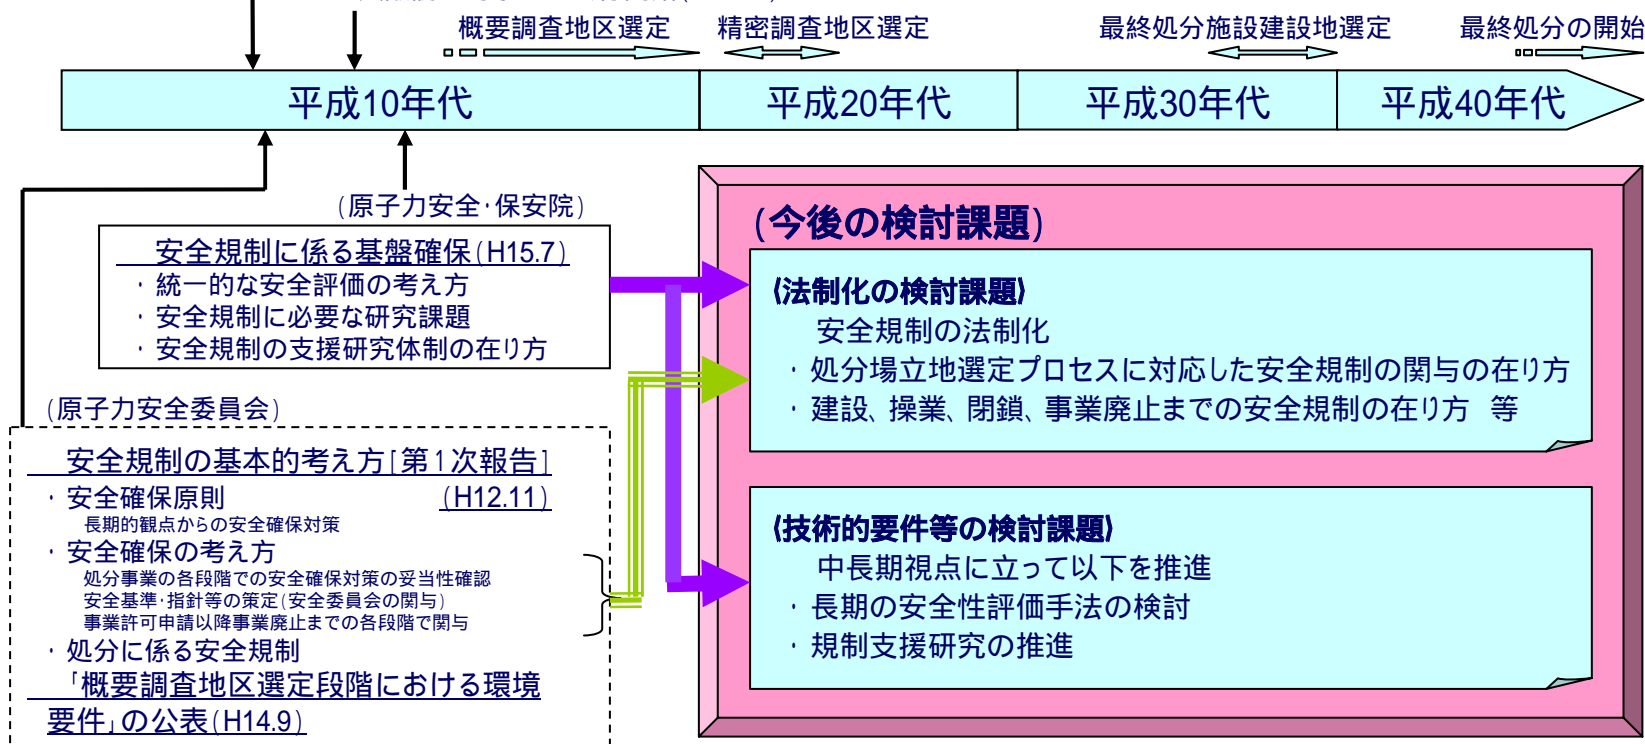 概要調査地区選定
精密調査地区選定
最終処分施設建設地選定
最終処分の開始
平成10年代
平成20年代
平成30年代
平成40年代
(原子力安全・保安院)
安全規制に係る基盤確保(H15.7)
・統一的な安全評価の考え方
・安全規制に必要な研究課題
・安全規制の支援研究体制の在り方
(原子力安全委員会)
安全規制の基本的考え方[第1次報告]
・安全確保原則 (H12.11)
長期的観点からの安全確保対策
・安全確保の考え方
処分事業の各段階での安全確保対策の妥当性確認
安全基準・指針等の策定(安全委員会の関与)
事業許可申請以降事業廃止までの各段階で関与
・処分に係る安全規制
「概要調査地区選定段階における環境
要件」の公表(H14.9)
(今後の検討課題)
〈法制化の検討課題〉
安全規制の法制化
・処分場立地選定プロセスに対応した安全規制の関与の在り方
・建設、操業、閉鎖、事業廃止までの安全規制の在り方 等
〈技術的要件等の検討課題〉
中長期視点に立って以下を推進
・長期の安全性評価手法の検討
・規制支援研究の推進